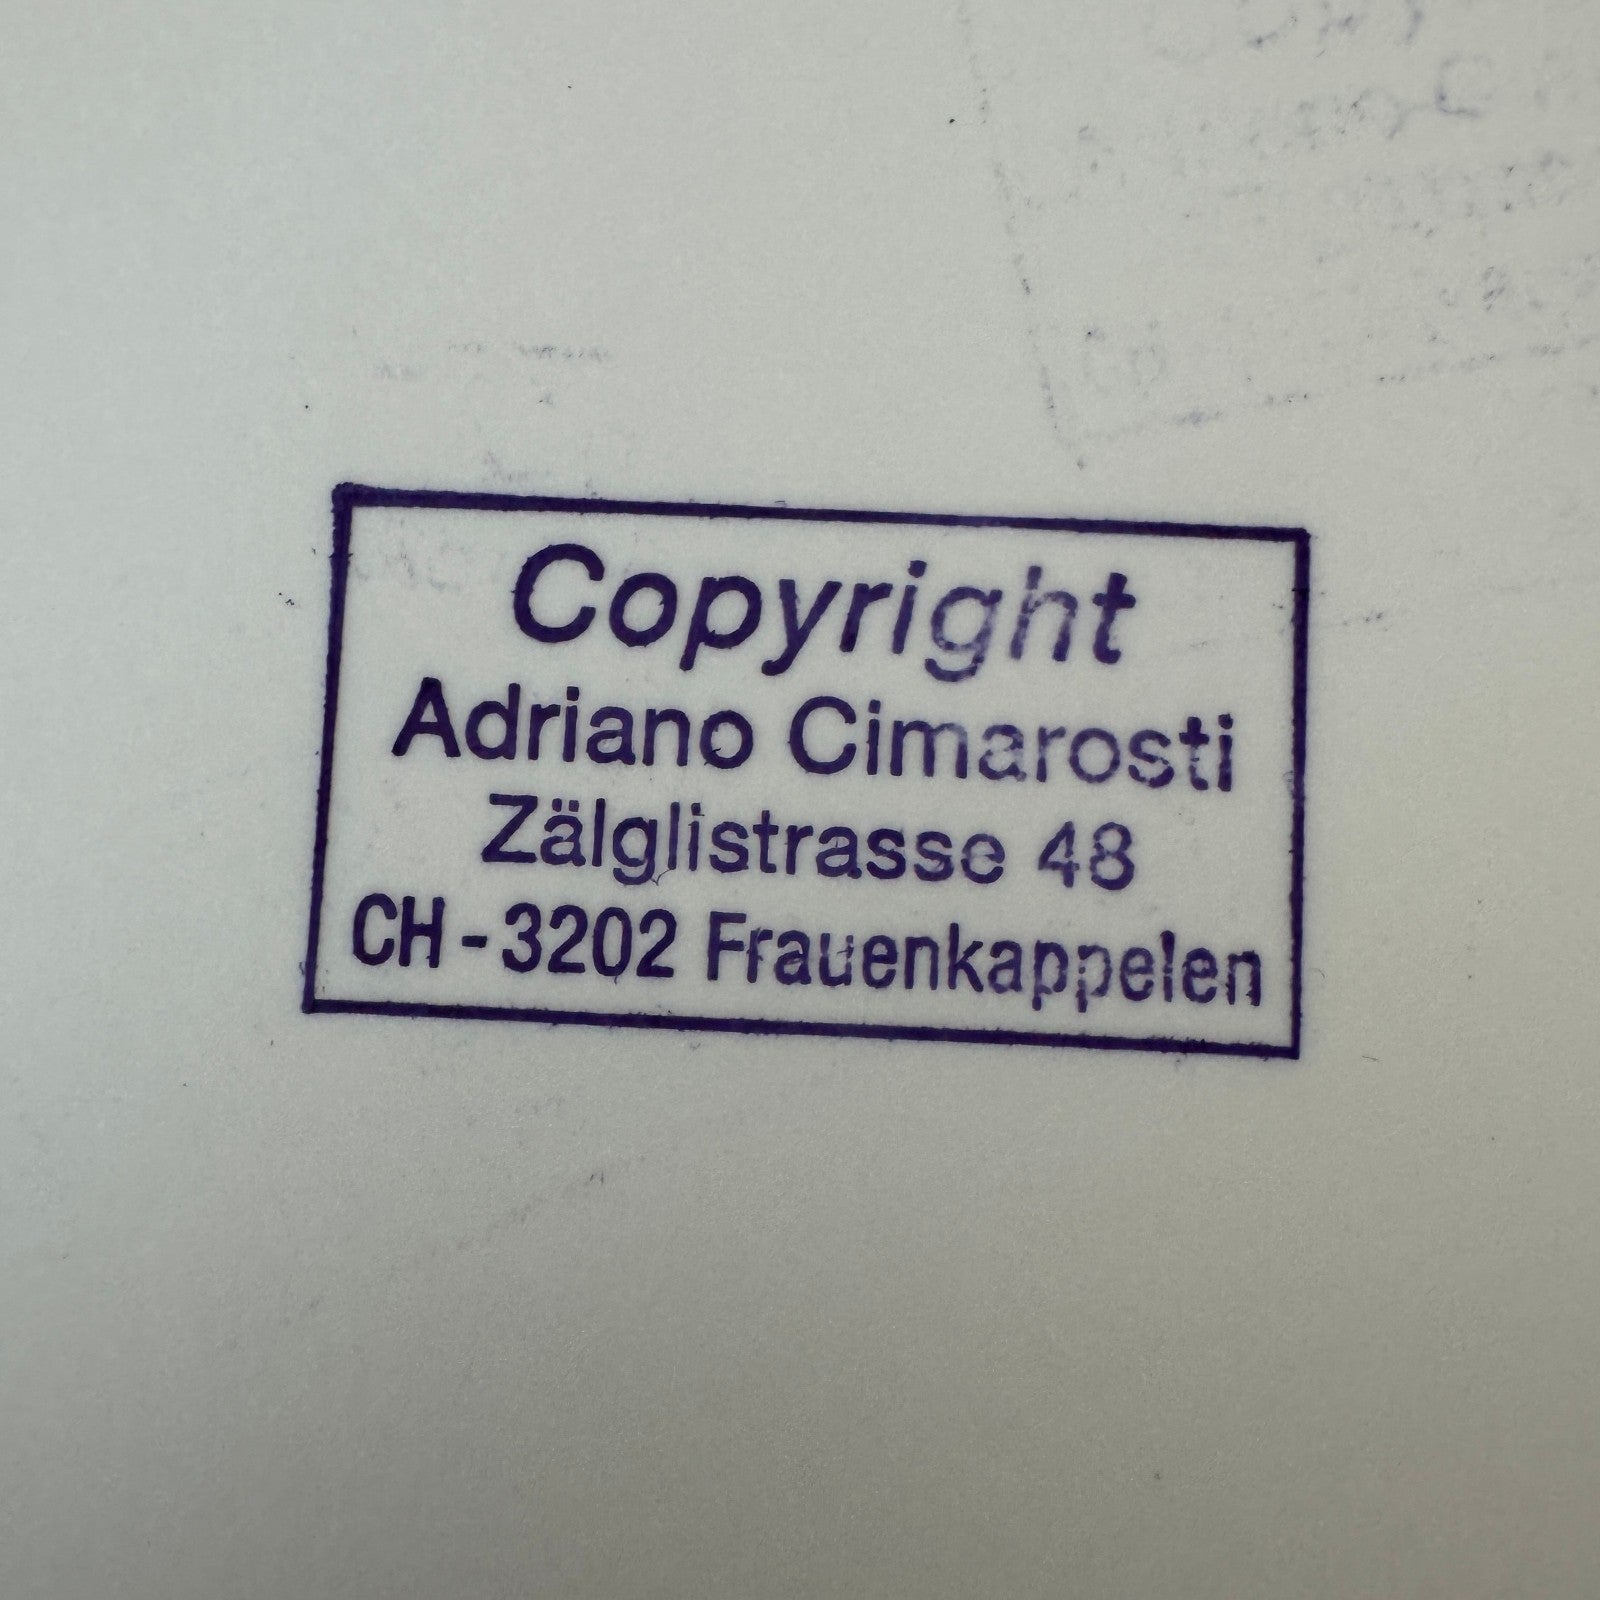 Copyright
Adriano Cimarosti
Zälglistrasse 48
CH-3202 Frauenkappelen